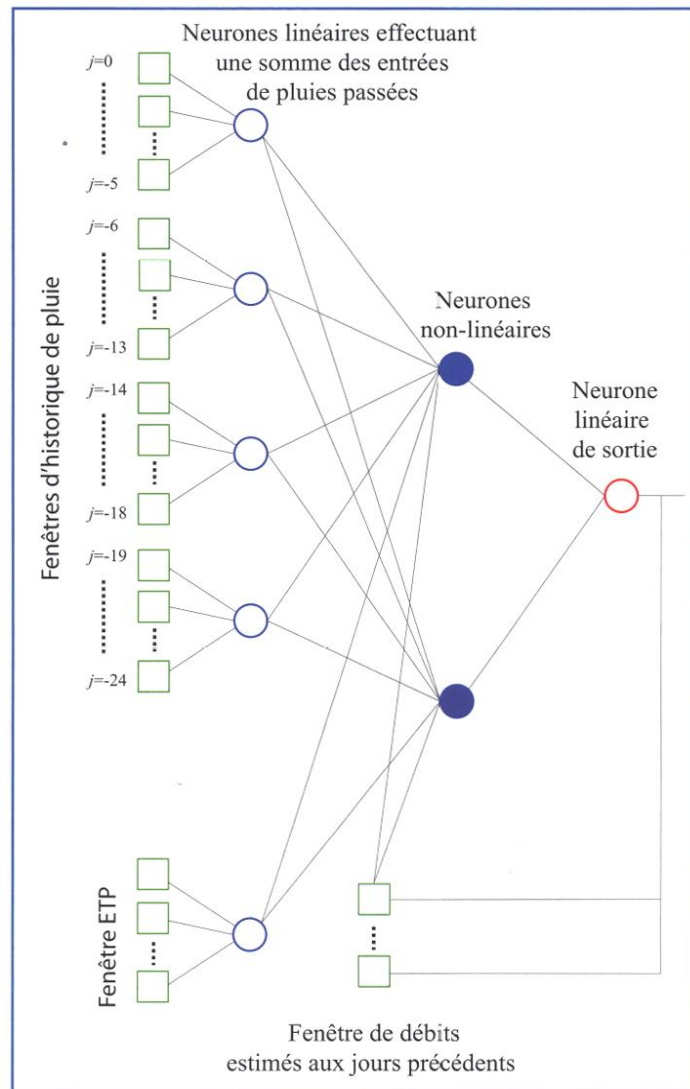 Neurones linéaires effectuant
une somme des entrées
de pluies passées
j=0
j=-5
j=-6
j=-13
j=-14
j=-18
j=-19
j=-24
Fenêtres d'historique de pluie
Neurones
non-linéaires
Neurone
linéaire
de sortie
Fenêtre ETP
Fenêtre de débits
estimés aux jours précédents